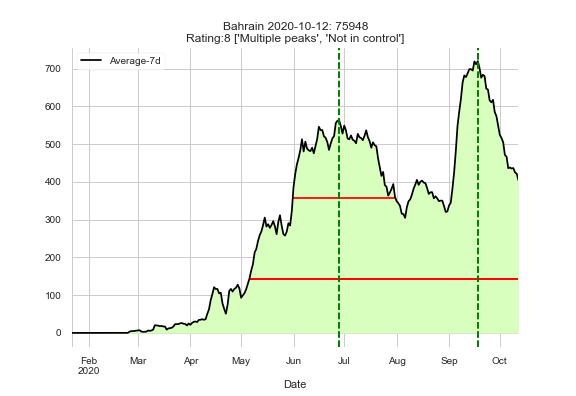 Bahrain 2020-10-12: 75948
Rating:8 ['Multiple peaks', 'Not in control']
Average-7d
700
600
500
400
300
200
100
0
Feb Mar Apr May Jun Jul Aug Sep Oct
2020
Date